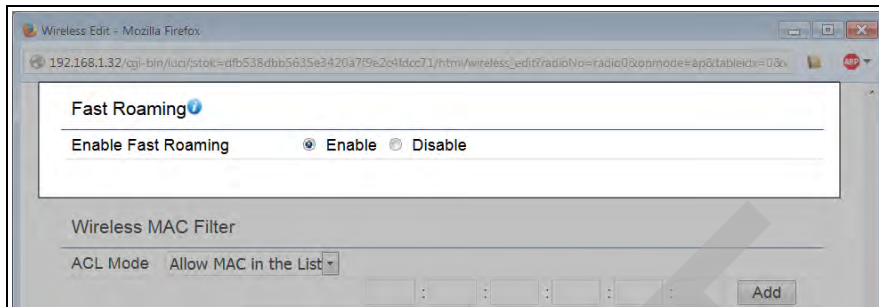 Wireless Edit - Mozilla Firefox
192.168.1.32/cgi-bin/luci/;stok=dfb538dbb5635e3420a7f9e2c4fdcc71/html/wireless_edit?radioNo=radio0&opmode=ap&tableidx=0&
ABP
Fast Roaming
Enable Fast Roaming Enable Disable
Wireless MAC Filter
ACL Mode Allow MAC in the List
: : : : : Add